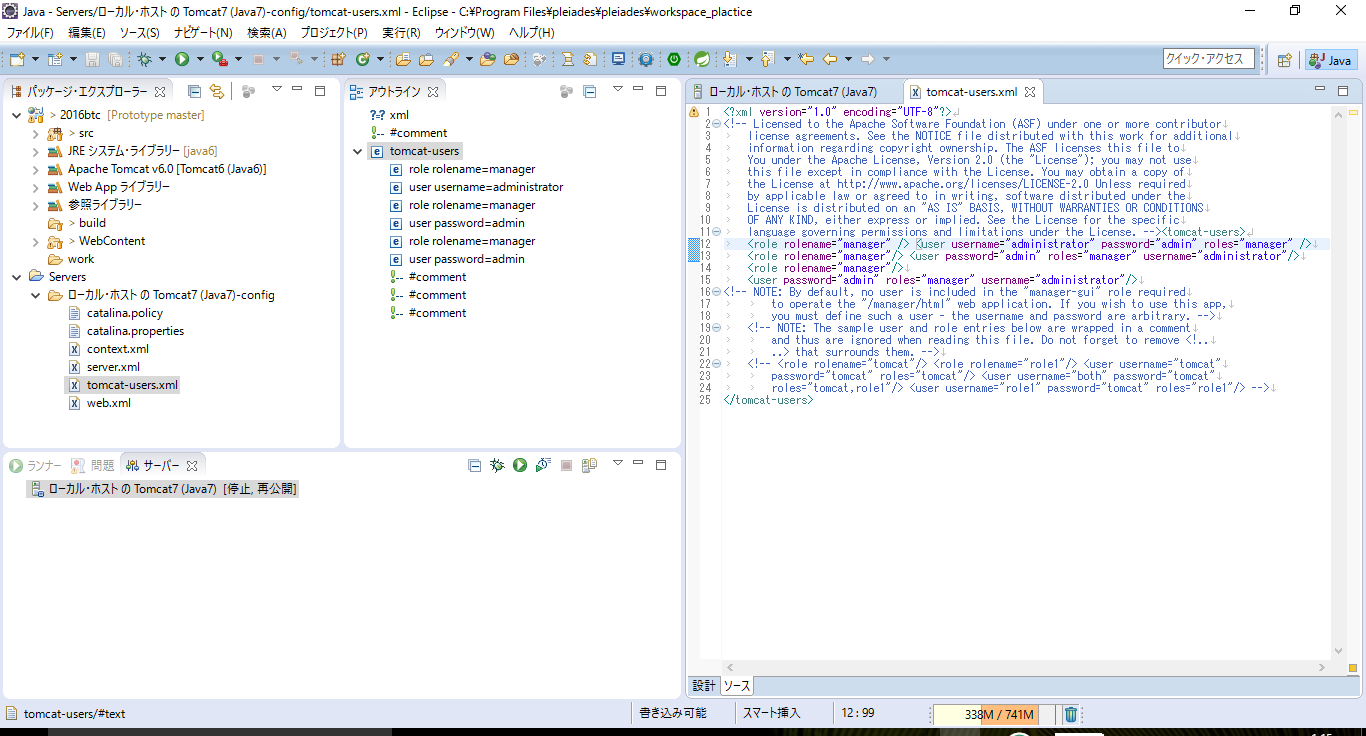 Java - Servers/ローカル・ホスト の Tomcat7 (Java7)-config/tomcat-users.xml - Eclipse - C:¥Program Files¥pleiades¥pleiades¥workspace_plactice
ファイル(F) 編集(E) ソース(S) ナビゲート(N) 検索(A) プロジェクト(P) 実行(R) ウィンドウ(W) ヘルプ(H)
クイック・アクセス
Java
パッケージ・エクスプローラー
> 2016btc [Prototype master]
> src
JRE システム・ライブラリー [java6]
Apache Tomcat v6.0 [Tomcat6 (Java6)]
Web App ライブラリー
参照ライブラリー
> build
> WebContent
work
Servers
ローカル・ホスト の Tomcat7 (Java7)-config
catalina.policy
catalina.properties
context.xml
server.xml
tomcat-users.xml
web.xml
アウトライン
?-? xml
#comment
tomcat-users
role rolename=manager
user username=administrator
role rolename=manager
user password=admin
role rolename=manager
user password=admin
#comment
#comment
#comment
ローカル・ホスト の Tomcat7 (Java7)
tomcat-users.xml
1 <?xml version="1.0" encoding="UTF-8"?>
2 <!-- Licensed to the Apache Software Foundation (ASF) under one or more contributor
3 license agreements. See the NOTICE file distributed with this work for additional
4 information regarding copyright ownership. The ASF licenses this file to
5 You under the Apache License, Version 2.0 (the "License"); you may not use
6 this file except in compliance with the License. You may obtain a copy of
7 the License at http://www.apache.org/licenses/LICENSE-2.0 Unless required
8 by applicable law or agreed to in writing, software distributed under the
9 License is distributed on an "AS IS" BASIS, WITHOUT WARRANTIES OR CONDITIONS
10 OF ANY KIND, either express or implied. See the License for the specific
11 language governing permissions and limitations under the License. --><tomcat-users>
12 <role rolename="manager" /> <user username="administrator" password="admin" roles="manager" />
13 <role rolename="manager"/> <user password="admin" roles="manager" username="administrator"/>
14 <role rolename="manager"/>
15 <user password="admin" roles="manager" username="administrator"/>
16 <!-- NOTE: By default, no user is included in the "manager-gui" role required
17 to operate the "/manager/html" web application. If you wish to use this app,
18 you must define such a user - the username and password are arbitrary. -->
19 <!-- NOTE: The sample user and role entries below are wrapped in a comment
20 and thus are ignored when reading this file. Do not forget to remove <!..
21 ..> that surrounds them. -->
22 <!-- <role rolename="tomcat"/> <role rolename="role1"/> <user username="tomcat"
23 password="tomcat" roles="tomcat"/> <user username="both" password="tomcat"
24 roles="tomcat,role1"/> <user username="role1" password="tomcat" roles="role1"/> -->
25 </tomcat-users>
設計 ソース
ランナー 問題 サーバー
ローカル・ホスト の Tomcat7 (Java7) [停止, 再公開]
tomcat-users/#text
書き込み可能
スマート挿入
12 : 99
338M / 741M